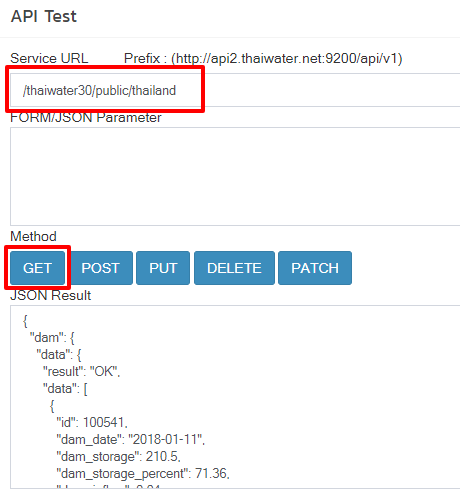 API Test
Service URL Prefix : (http://api2.thaiwater.net:9200/api/v1)
/thaiwater30/public/thailand
FORM/JSON Parameter
Method
GET POST PUT DELETE PATCH
JSON Result
{
"dam": {
"data": {
"result": "OK",
"data": [
{
"id": 100541,
"dam_date": "2018-01-11",
"dam_storage": 210.5,
"dam_storage_percent": 71.36,